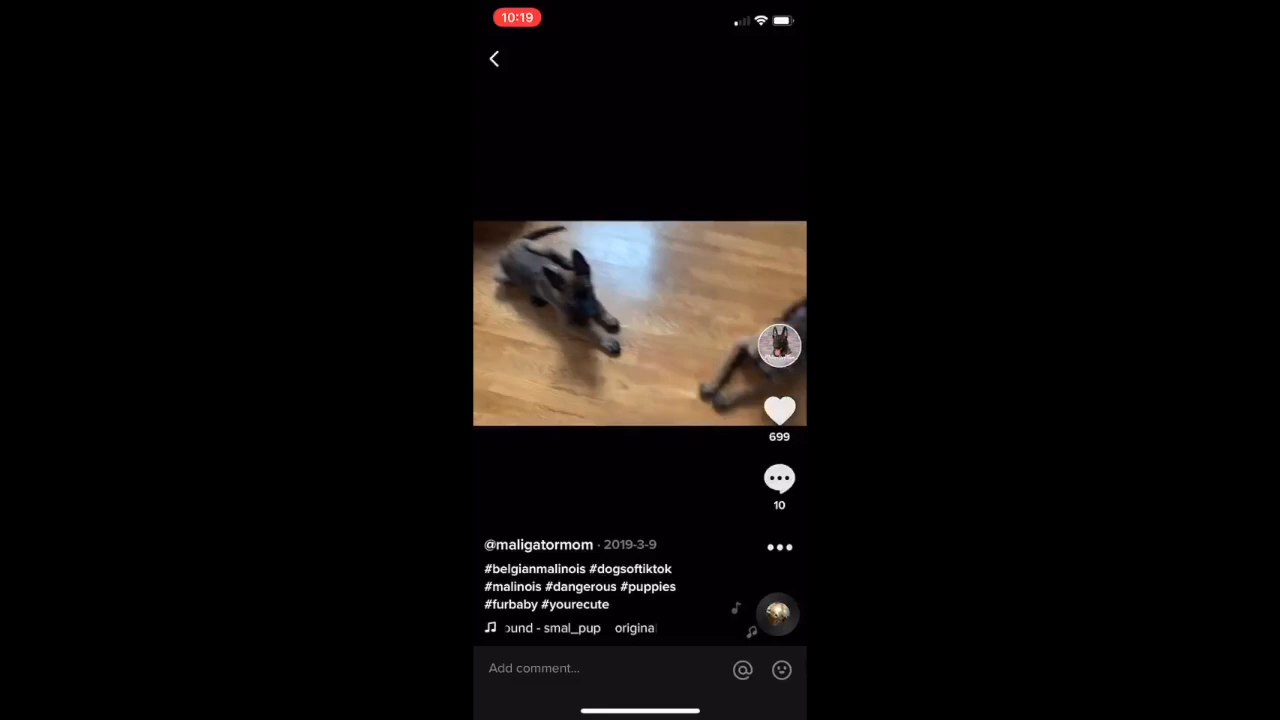 10:19
699
10
@maligatormom · 2019-3-9
#belgianmalinois #dogsoftiktok
#malinois #dangerous #puppies
#furbaby #yourecute
ound - smal_pup origina
Add comment...